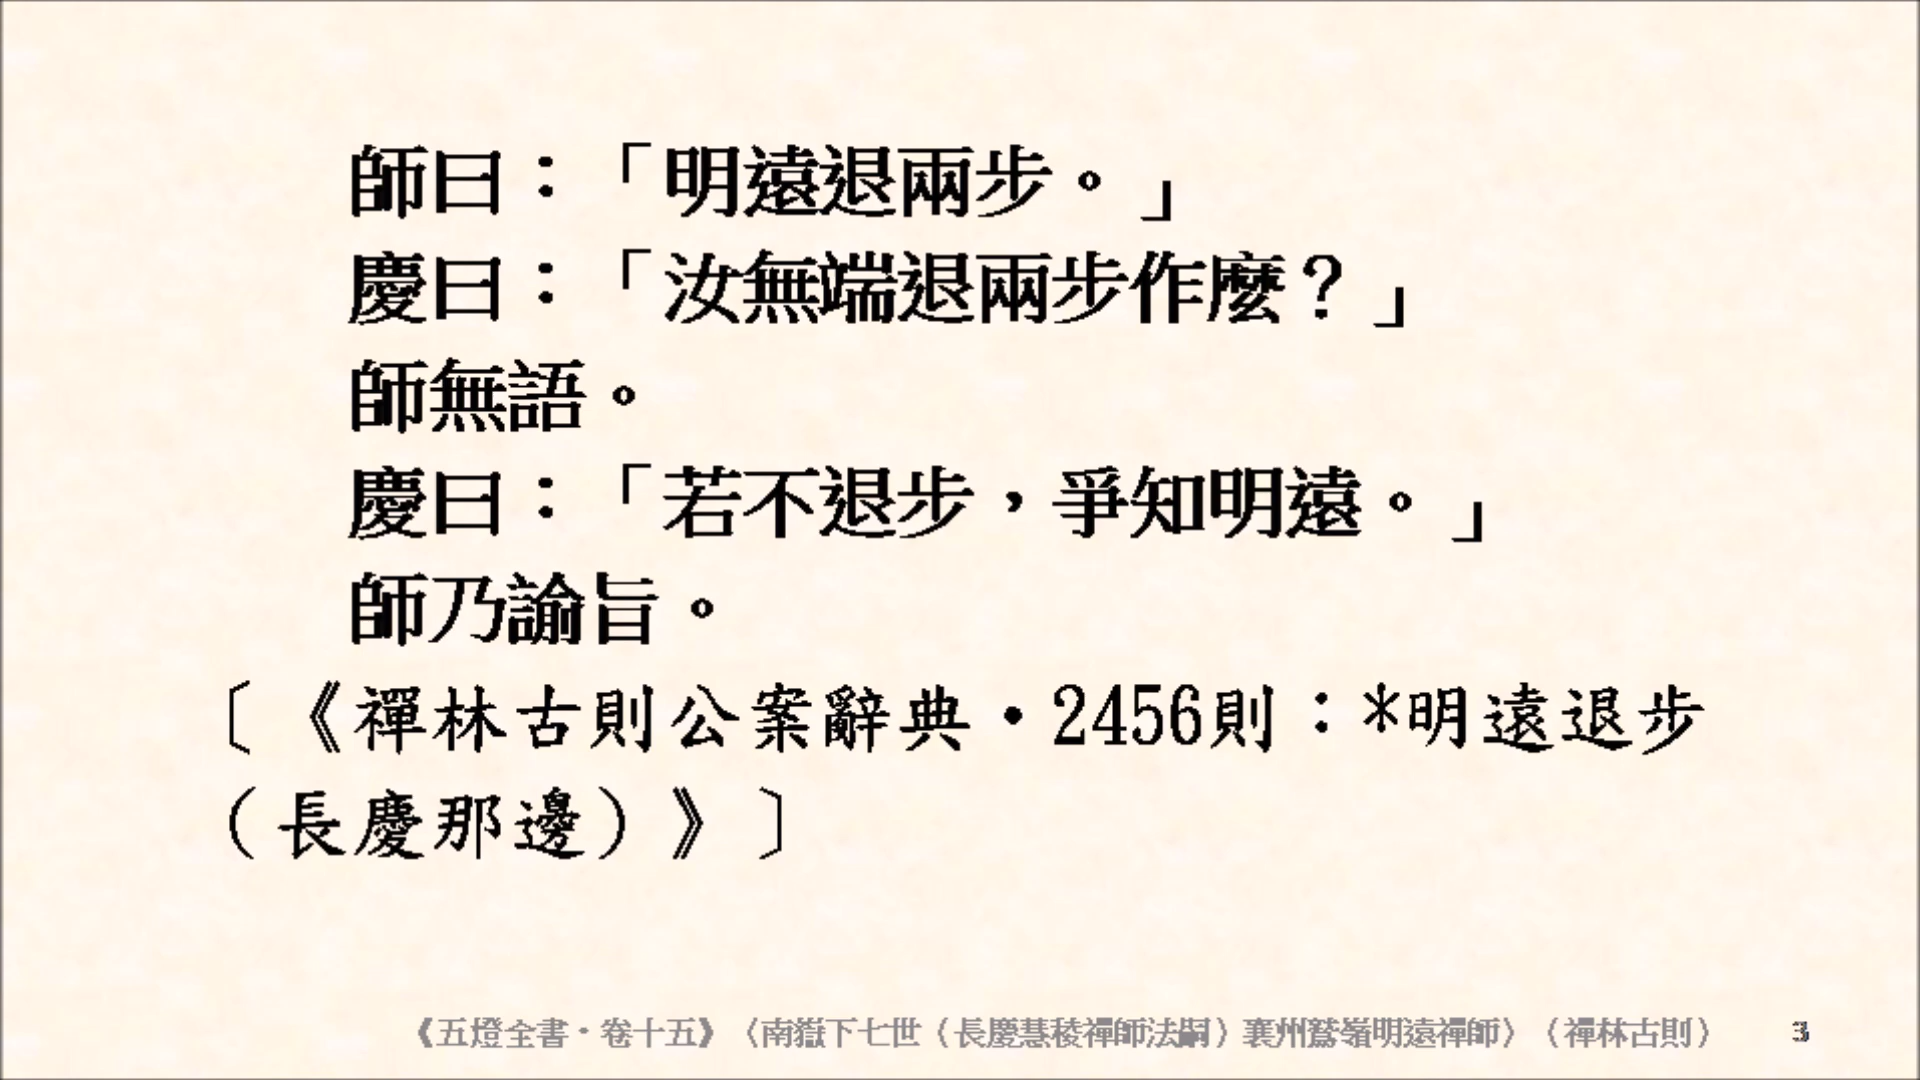 師曰：「明遠退兩步。」
慶曰：「汝無端退兩步作麼？」
師無語。
慶曰：「若不退步，爭知明遠。」
師乃諭旨。
〔《禪林古則公案辭典・2456則：*明遠退步
（長慶那邊）》〕
《五燈全書・卷十五》〈南嶽下七世（長慶慧稜禪師法嗣）襄州鷲嶺明遠禪師〉（禪林古則） 3